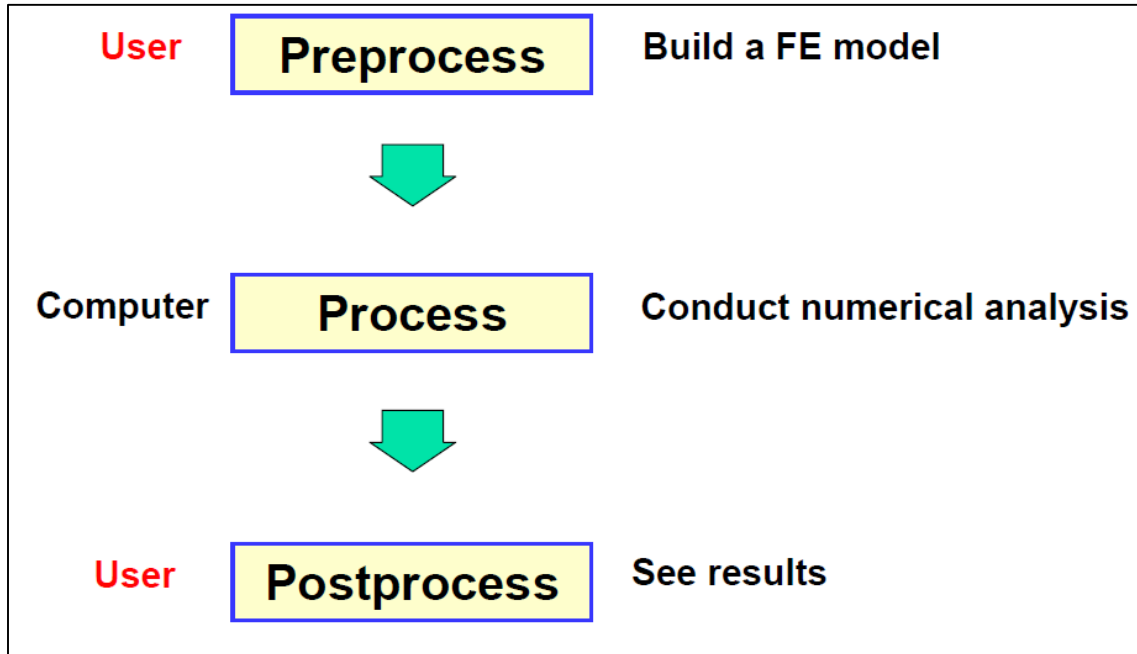 User Preprocess Build a FE model
Computer Process Conduct numerical analysis
User Postprocess See results